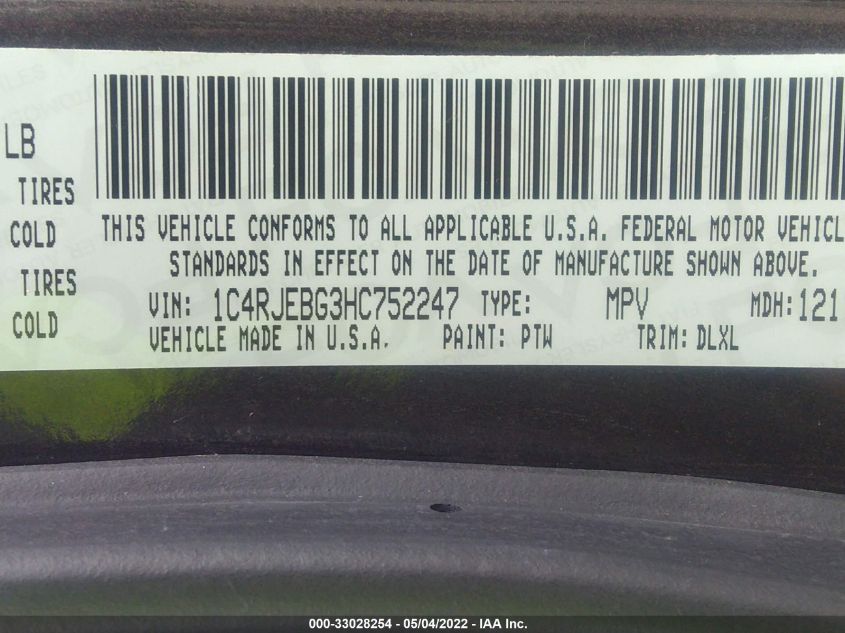 LB
TIRES
COLD
TIRES
COLD
THIS VEHICLE CONFORMS TO ALL APPLICABLE U.S.A. FEDERAL MOTOR VEHICL
STANDARDS IN EFFECT ON THE DATE OF MANUFACTURE SHOWN ABOVE.
VIN: 1C4RJEBG3HC752247 TYPE: MPV MDH:121
VEHICLE MADE IN U.S.A. PAINT: PTW TRIM: DLXL
000-33028254 - 05/04/2022 - IAA Inc.